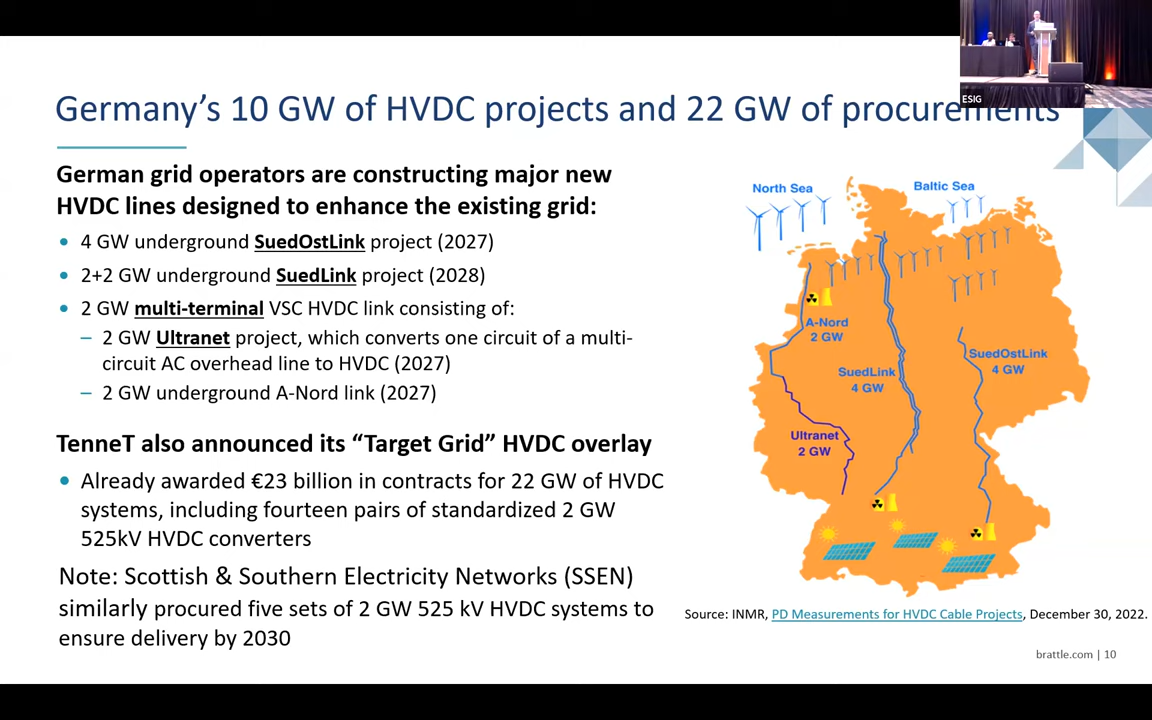 ESIG
Germany's 10 GW of HVDC projects and 22 GW of procurements
German grid operators are constructing major new
HVDC lines designed to enhance the existing grid:
• 4 GW underground SuedOstLink project (2027)
• 2+2 GW underground SuedLink project (2028)
• 2 GW multi-terminal VSC HVDC link consisting of:
– 2 GW Ultranet project, which converts one circuit of a multi-
circuit AC overhead line to HVDC (2027)
– 2 GW underground A-Nord link (2027)
TenneT also announced its “Target Grid” HVDC overlay
• Already awarded €23 billion in contracts for 22 GW of HVDC
systems, including fourteen pairs of standardized 2 GW
525kV HVDC converters
Note: Scottish & Southern Electricity Networks (SSEN)
similarly procured five sets of 2 GW 525 kV HVDC systems to
ensure delivery by 2030
North Sea
Baltic Sea
A-Nord
2 GW
SuedLink
4 GW
SuedOstLink
4 GW
Ultranet
2 GW
Source: INMR, PD Measurements for HVDC Cable Projects, December 30, 2022.
brattle.com | 10